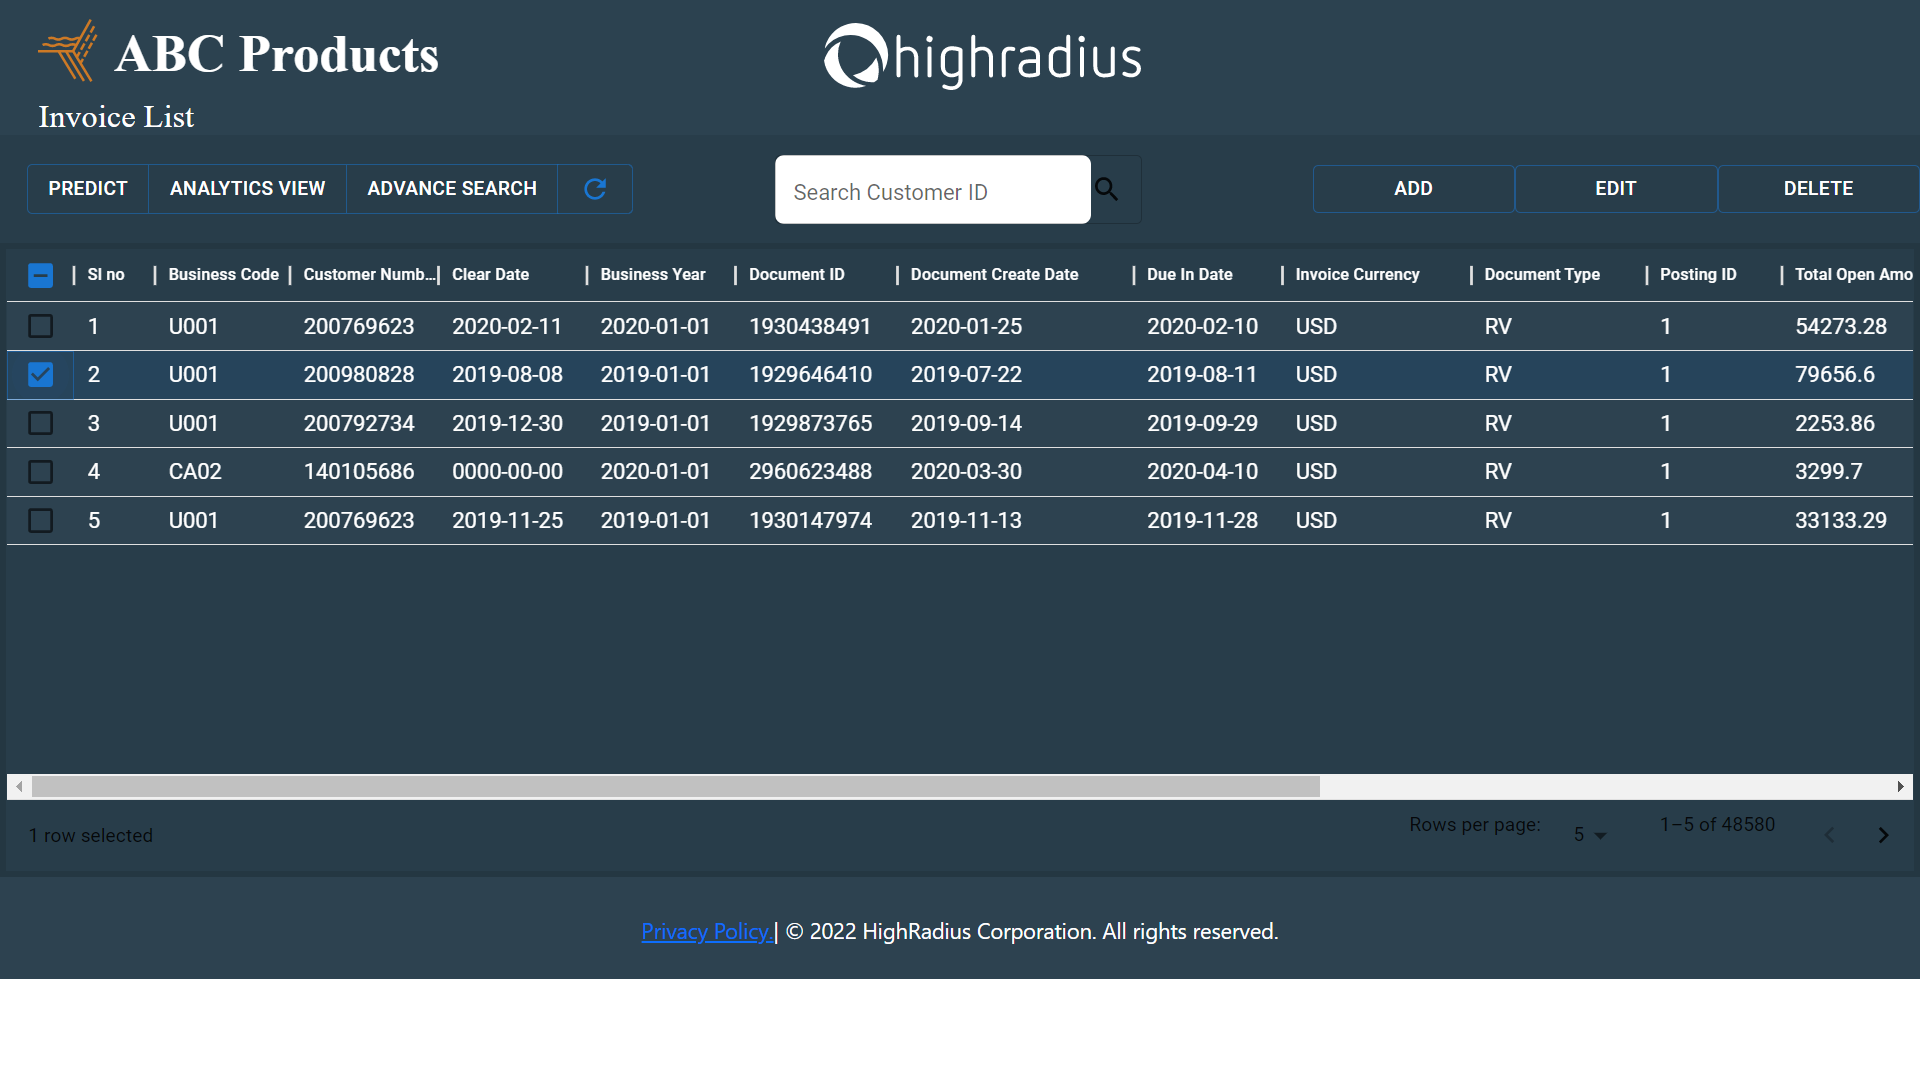 ABC Products
highradius
Invoice List
PREDICT ANALYTICS VIEW ADVANCE SEARCH Search Customer ID ADD EDIT DELETE
Sl no Business Code Customer Numb... Clear Date Business Year Document ID Document Create Date Due In Date Invoice Currency Document Type Posting ID Total Open Amo
1 U001 200769623 2020-02-11 2020-01-01 1930438491 2020-01-25 2020-02-10 USD RV 1 54273.28
2 U001 200980828 2019-08-08 2019-01-01 1929646410 2019-07-22 2019-08-11 USD RV 1 79656.6
3 U001 200792734 2019-12-30 2019-01-01 1929873765 2019-09-14 2019-09-29 USD RV 1 2253.86
4 CA02 140105686 0000-00-00 2020-01-01 2960623488 2020-03-30 2020-04-10 USD RV 1 3299.7
5 U001 200769623 2019-11-25 2019-01-01 1930147974 2019-11-13 2019-11-28 USD RV 1 33133.29
1 row selected Rows per page: 5 1–5 of 48580
Privacy Policy | © 2022 HighRadius Corporation. All rights reserved.